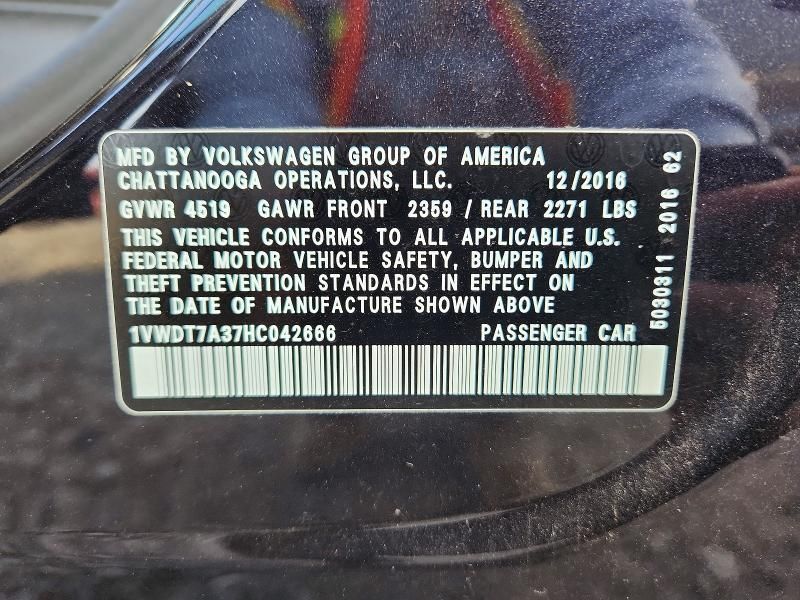 MFD BY VOLKSWAGEN GROUP OF AMERICA
CHATTANOOGA OPERATIONS, LLC. 12/2016
GVWR 4519 GAWR FRONT 2359 / REAR 2271 LBS
THIS VEHICLE CONFORMS TO ALL APPLICABLE U.S.
FEDERAL MOTOR VEHICLE SAFETY, BUMPER AND
THEFT PREVENTION STANDARDS IN EFFECT ON
THE DATE OF MANUFACTURE SHOWN ABOVE
1VWDT7A37HC042666 PASSENGER CAR
5030311 2016 62